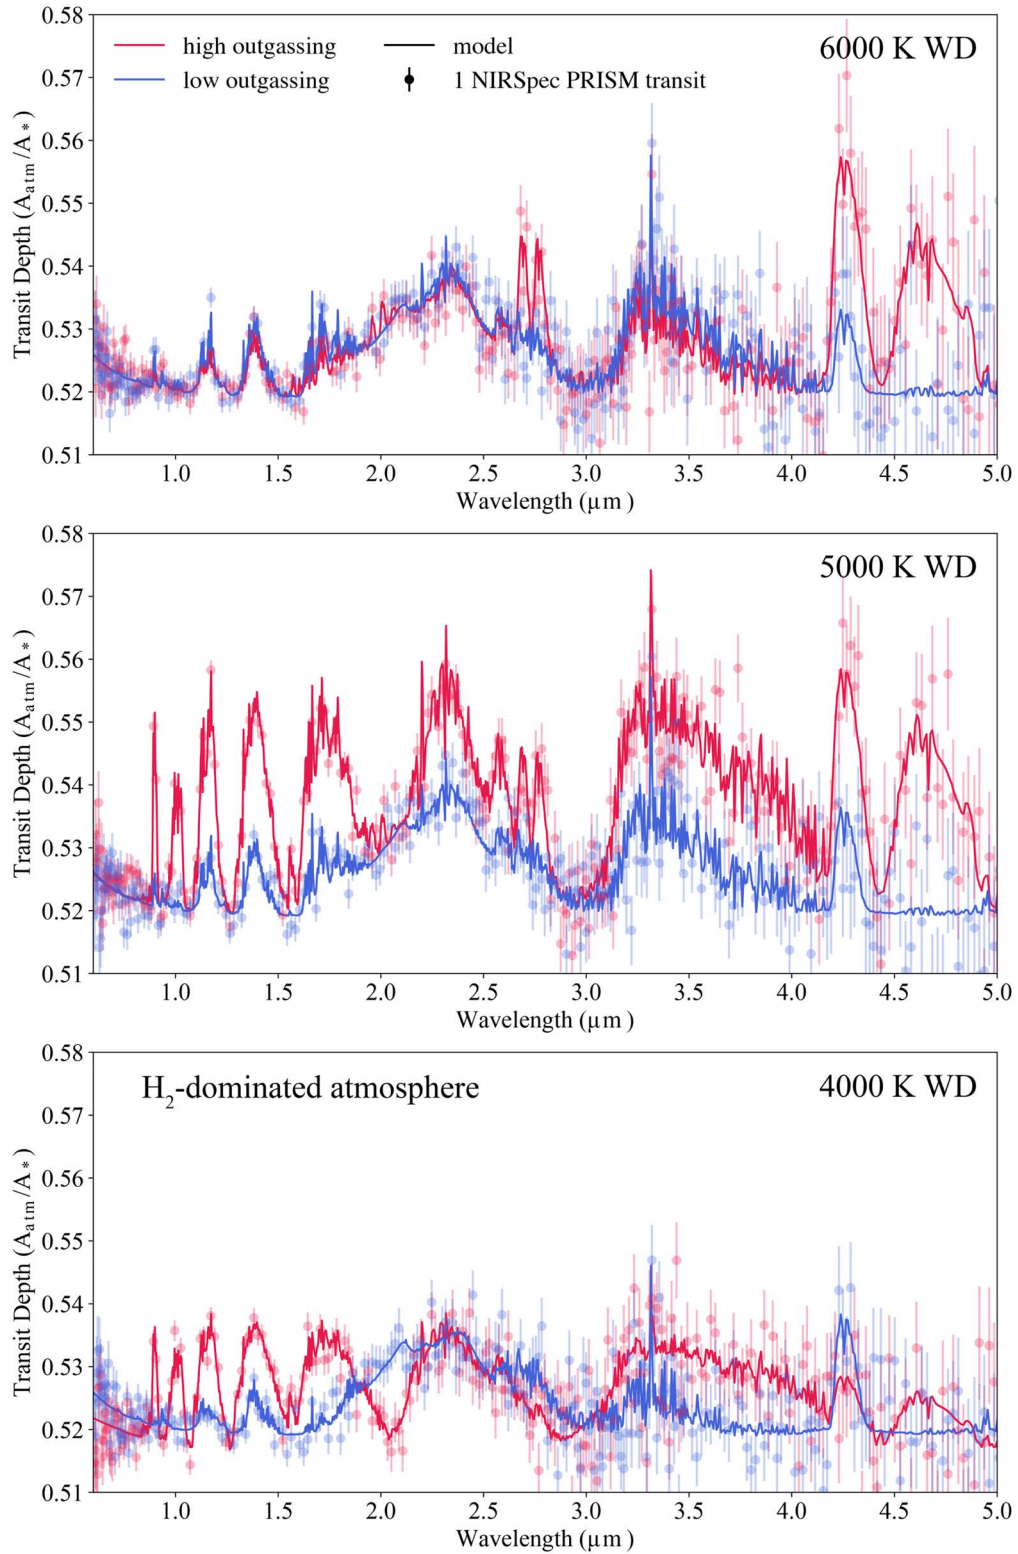 0.58
high outgassing
model
6000 K WD
0.57
low outgassing
1 NIRSpec PRISM transit
0.56
0.55
0.54
0.53
0.52
0.51
Transit Depth (Aatm/A*)
1.0 1.5 2.0 2.5 3.0 3.5 4.0 4.5 5.0
Wavelength (μm )
0.58
5000 K WD
0.57
0.56
0.55
0.54
0.53
0.52
0.51
Transit Depth (Aatm/A*)
1.0 1.5 2.0 2.5 3.0 3.5 4.0 4.5 5.0
Wavelength (μm )
0.58
H2-dominated atmosphere
4000 K WD
0.57
0.56
0.55
0.54
0.53
0.52
0.51
Transit Depth (Aatm/A*)
1.0 1.5 2.0 2.5 3.0 3.5 4.0 4.5 5.0
Wavelength (μm )